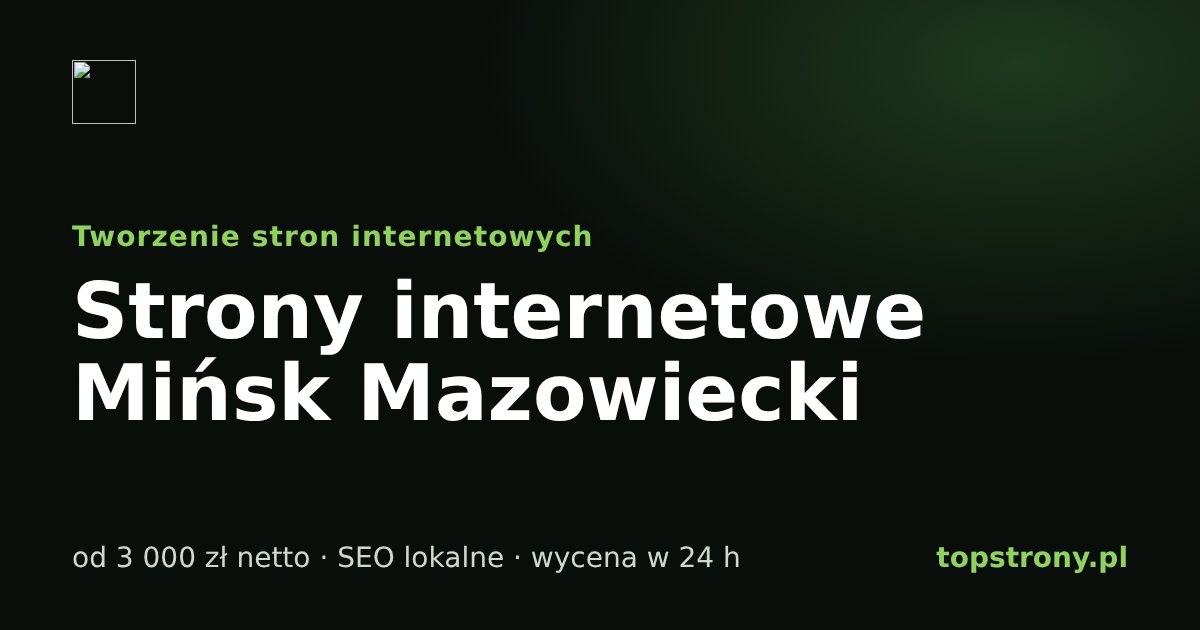 Tworzenie stron internetowych
Strony internetowe
Mińsk Mazowiecki
od 3 000 zł netto · SEO lokalne · wycena w 24 h
topstrony.pl